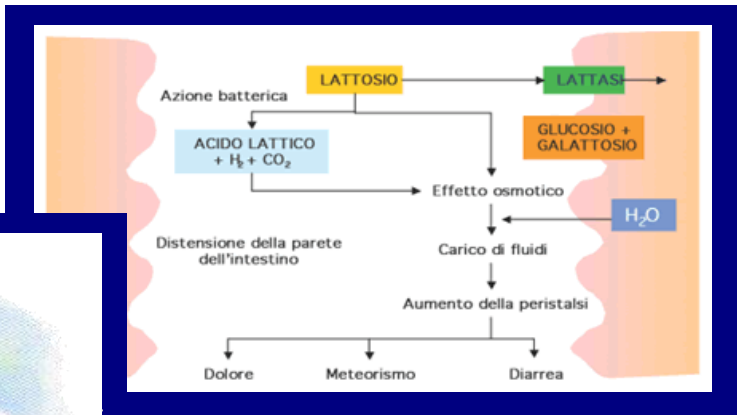 LATTOSIO
LATTASI
Azione batterica
ACIDO LATTICO
+ H₂ + CO₂
GLUCOSIO +
GALATTOSIO
Effetto osmotico
H₂O
Distensione della parete
dell'intestino
Carico di fluidi
Aumento della peristalsi
Dolore
Meteorismo
Diarrea